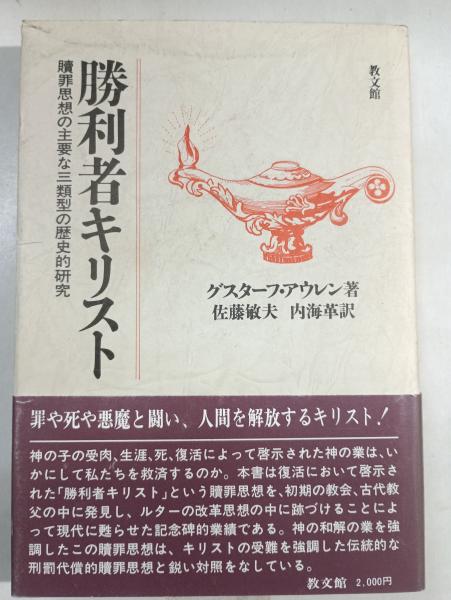 勝利者キリスト
贖罪思想の主要な三類型の歴史的研究
教文館
グスターフ・アウレン著
佐藤敏夫 内海革訳
罪や死や悪魔と闘い、人間を解放するキリスト!
神の子の受肉、生涯、死、復活によって啓示された神の業は、い
かにして私たちを救済するのか。本書は復活において啓示さ
れた「勝利者キリスト」という贖罪思想を、初期の教会、古代教
父の中に発見し、ルターの改革思想の中に跡づけることによ
って現代に甦らせた記念碑的業績である。神の和解の業を強
調したこの贖罪思想は、キリストの受難を強調した伝統的な
刑罰代償的贖罪思想と鋭い対照をなしている。
教文館 2,000円